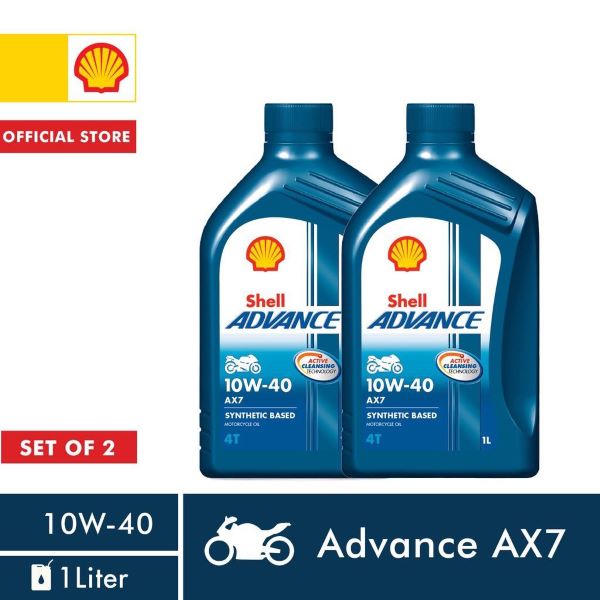 OFFICIAL STORE
Shell
ADVANCE
ACTIVE
CLEANSING
TECHNOLOGY
10W-40
AX7
SYNTHETIC BASED
MOTORCYCLE OIL
4T
Shell
ADVANCE
ACTIVE
CLEANSING
TECHNOLOGY
10W-40
AX7
SYNTHETIC BASED
MOTORCYCLE OIL
4T
1L
SET OF 2
10W-40
1Liter
Advance AX7